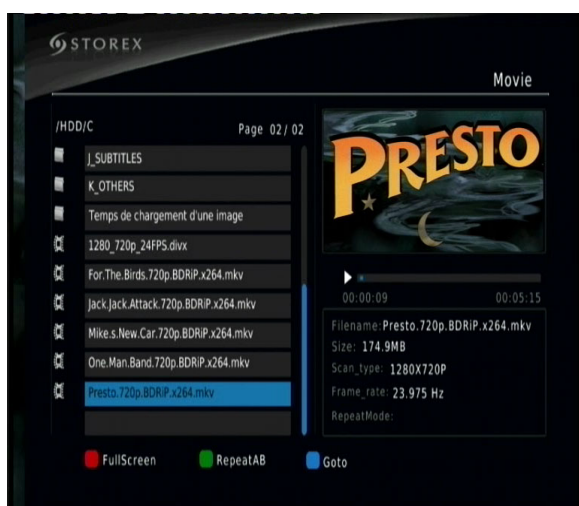 STOREX
Movie
/HDD/C Page 02/ 02
J_SUBTITLES
K_OTHERS
Temps de chargement d'une image
1280_720p_24FPS.divx
For.The.Birds.720p.BDRiP.x264.mkv
Jack.Jack.Attack.720p.BDRiP.x264.mkv
Mike.s.New.Car.720p.BDRiP.x264.mkv
One.Man.Band.720p.BDRiP.x264.mkv
Presto.720p.BDRiP.x264.mkv
PRESTO
00:00:09 00:05:15
Filename:Presto.720p.BDRiP.x264.mkv
Size: 174.9MB
Scan_type: 1280X720P
Frame_rate: 23.975 Hz
RepeatMode:
FullScreen RepeatAB Goto